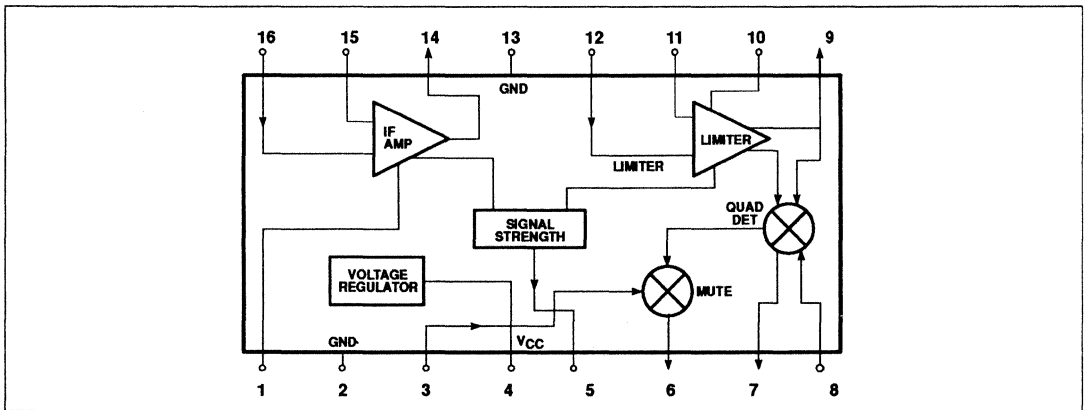 16 15 14 13 12 11 10 9
GND
IF
AMP
LIMITER
LIMITER
QUAD
DET
SIGNAL
STRENGTH
VOLTAGE
REGULATOR
MUTE
GND
VCC
1 2 3 4 5 6 7 8